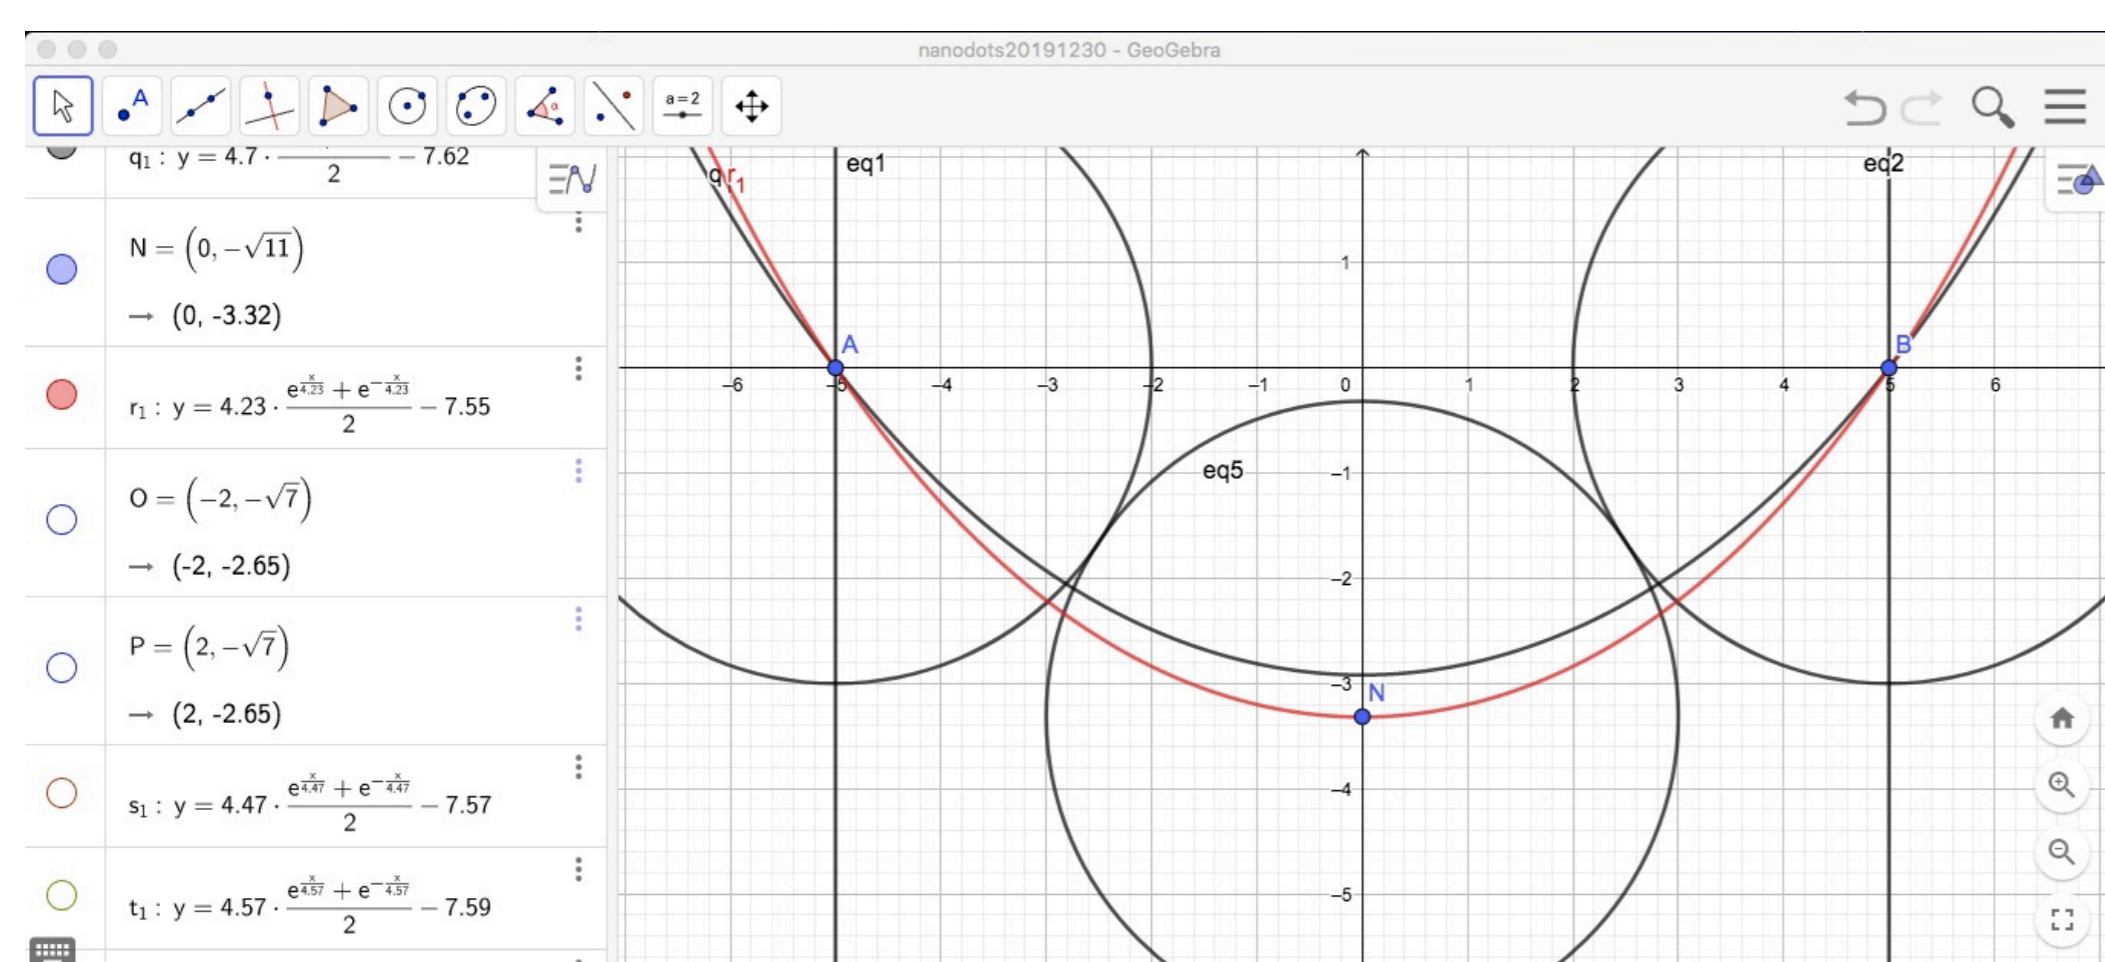 nanodots20191230 - GeoGebra
A
α
a=2
q₁ : y = 4.7 · ―/2 − 7.62
N = (0, −√11)
→ (0, -3.32)
r₁ : y = 4.23 · (e^(x/4.23) + e^(−x/4.23))/2 − 7.55
O = (−2, −√7)
→ (-2, -2.65)
P = (2, −√7)
→ (2, -2.65)
s₁ : y = 4.47 · (e^(x/4.47) + e^(−x/4.47))/2 − 7.57
t₁ : y = 4.57 · (e^(x/4.57) + e^(−x/4.57))/2 − 7.59
q r₁
eq1
eq2
1
A
B
−6 −5 −4 −3 −2 −1 0 1 2 3 4 5 6
eq5
−1
−2
−3
N
−4
−5